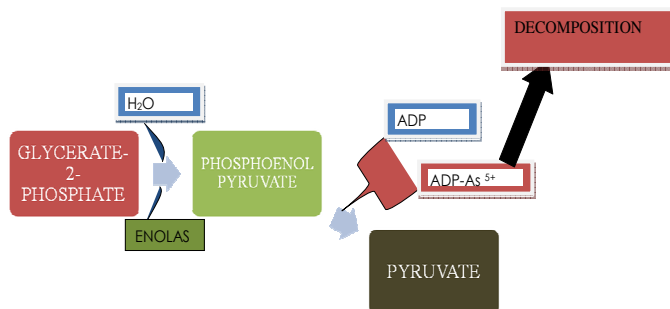 DECOMPOSITION
H₂O
ADP
GLYCERATE-
2-
PHOSPHATE
PHOSPHOENOL
PYRUVATE
ADP-As ⁵⁺
ENOLAS
PYRUVATE